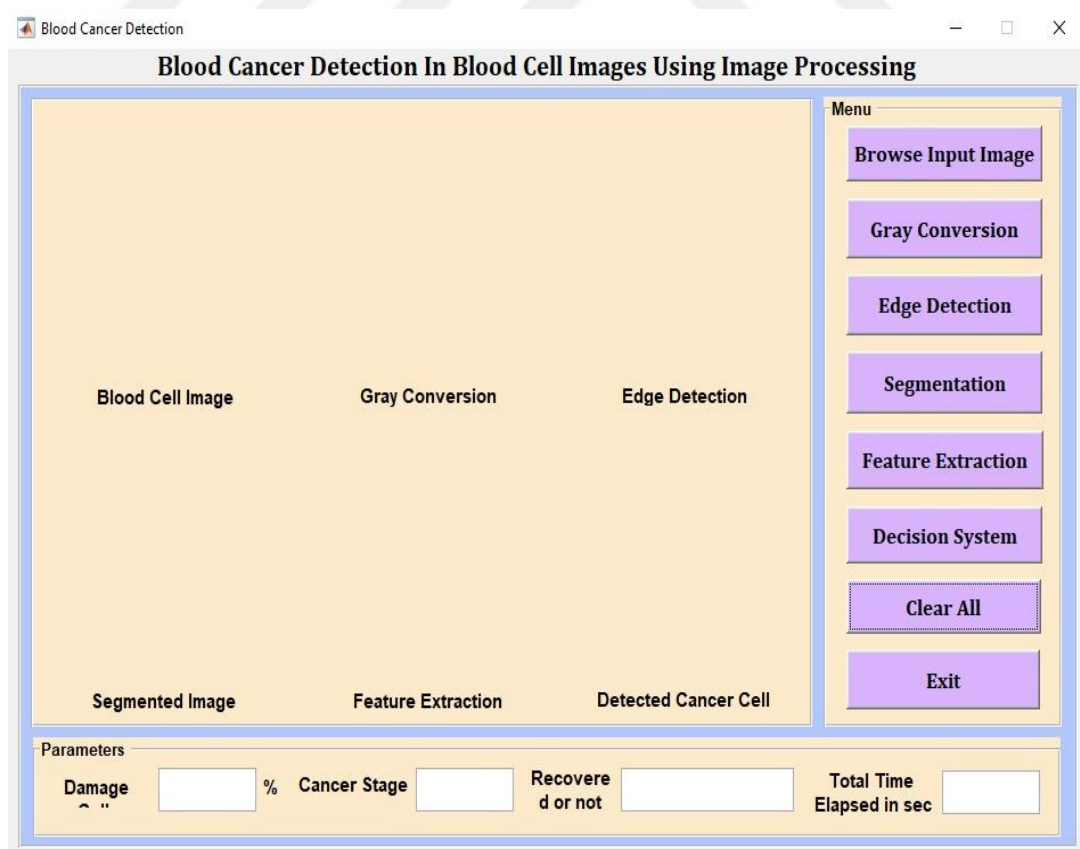 Blood Cancer Detection
Blood Cancer Detection In Blood Cell Images Using Image Processing
Menu
Browse Input Image
Gray Conversion
Edge Detection
Segmentation
Feature Extraction
Decision System
Clear All
Exit
Blood Cell Image
Gray Conversion
Edge Detection
Segmented Image
Feature Extraction
Detected Cancer Cell
Parameters
Damage
%
Cancer Stage
Recovere
d or not
Total Time
Elapsed in sec